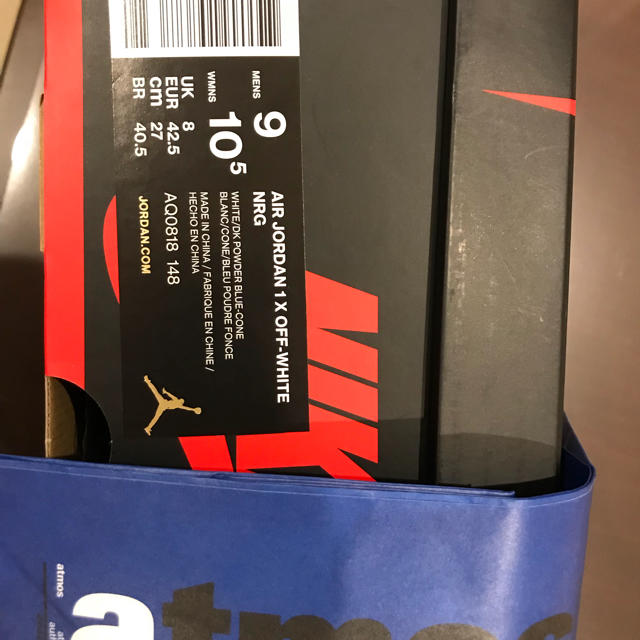 MENS 9
WMNS 10⁵
UK 8
EUR 42.5
cm 27
BR 40.5
AIR JORDAN 1 X OFF-WHITE
NRG
WHITE/DK POWDER BLUE-CONE
BLANC/CONE/BLEU POUDRE FONCE
MADE IN CHINA / FABRIQUE EN CHINE /
HECHO EN CHINA
AQ0818 148
JORDAN.COM
atmos